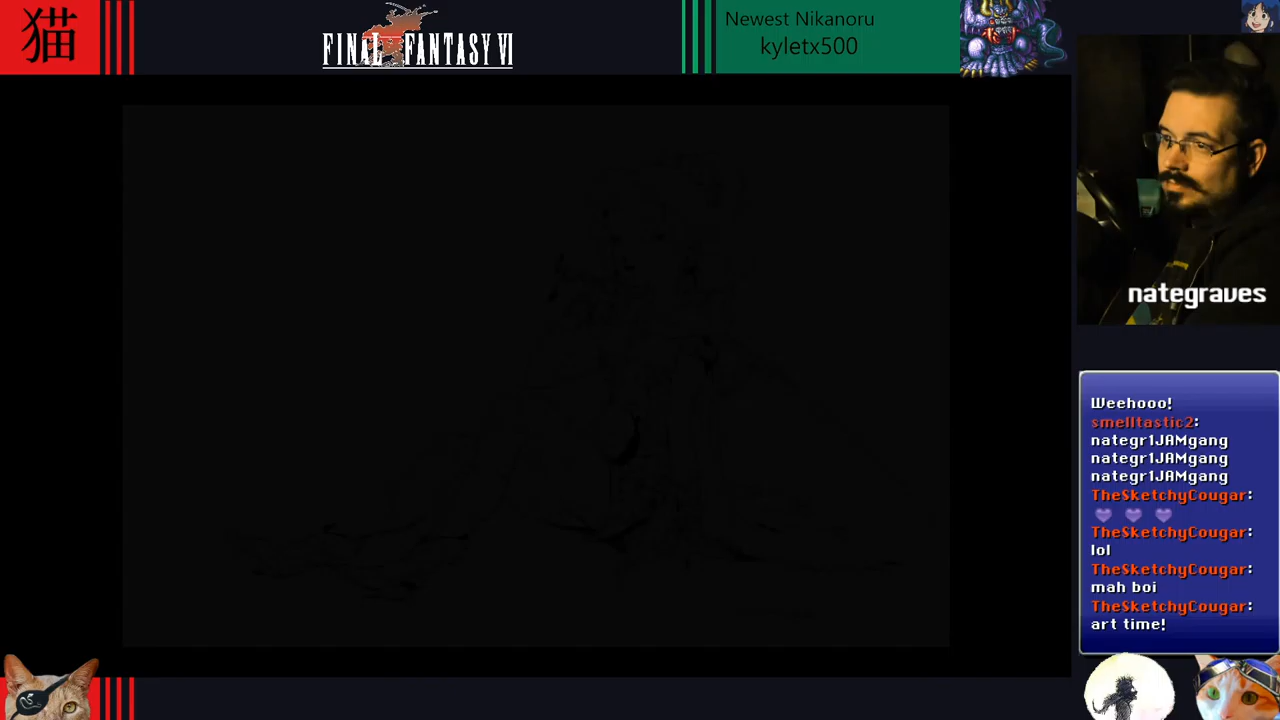 猫
FINAL FANTASY VI
Newest Nikanoru
kyletx500
nategraves
Weehooo!
smelltastic2:
nategr1JAMgang
nategr1JAMgang
nategr1JAMgang
TheSketchyCougar:
TheSketchyCougar:
lol
TheSketchyCougar:
mah boi
TheSketchyCougar:
art time!